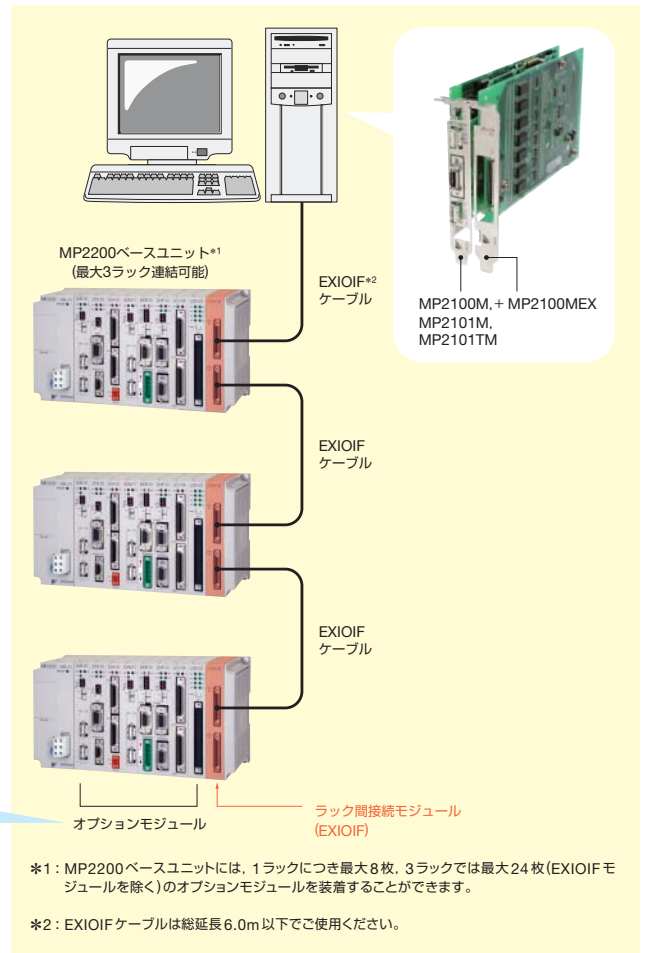 MP2200ベースユニット*1
(最大3ラック連結可能)
EXIOIF*2
ケーブル
MP2100M,+ MP2100MEX
MP2101M,
MP2101TM
EXIOIF
ケーブル
EXIOIF
ケーブル
オプションモジュール
ラック間接続モジュール
(EXIOIF)
*1：MP2200ベースユニットには, 1ラックにつき最大8枚, 3ラックでは最大24枚(EXIOIFモ
ジュールを除く)のオプションモジュールを装着することができます。
*2：EXIOIFケーブルは総延長6.0m以下でご使用ください。